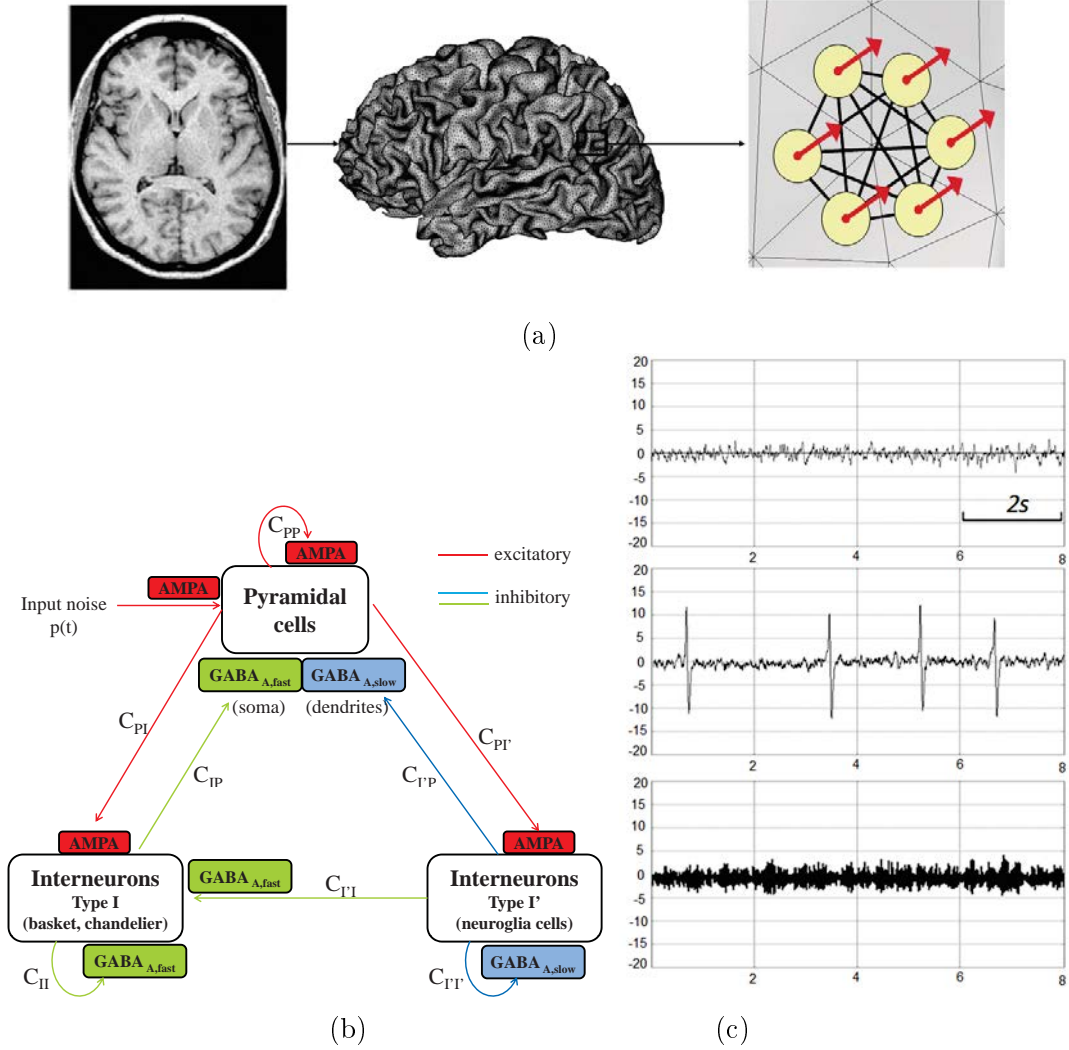 (a)
C_PP
AMPA
excitatory
AMPA
inhibitory
Input noise
p(t)
Pyramidal
cells
GABA A,fast
GABA A,slow
(soma)
(dendrites)
C_PI
C_IP
C_I'P
C_PI'
AMPA
AMPA
Interneurons
Type I
(basket, chandelier)
GABA A,fast
C_I'I
Interneurons
Type I'
(neuroglia cells)
C_II
GABA A,fast
C_I'I'
GABA A,slow
(b)
20
15
10
5
0
-5
-10
-15
-20
2s
2
4
6
8
20
15
10
5
0
-5
-10
-15
-20
2
4
6
8
20
15
10
5
0
-5
-10
-15
-20
2
4
6
8
(c)